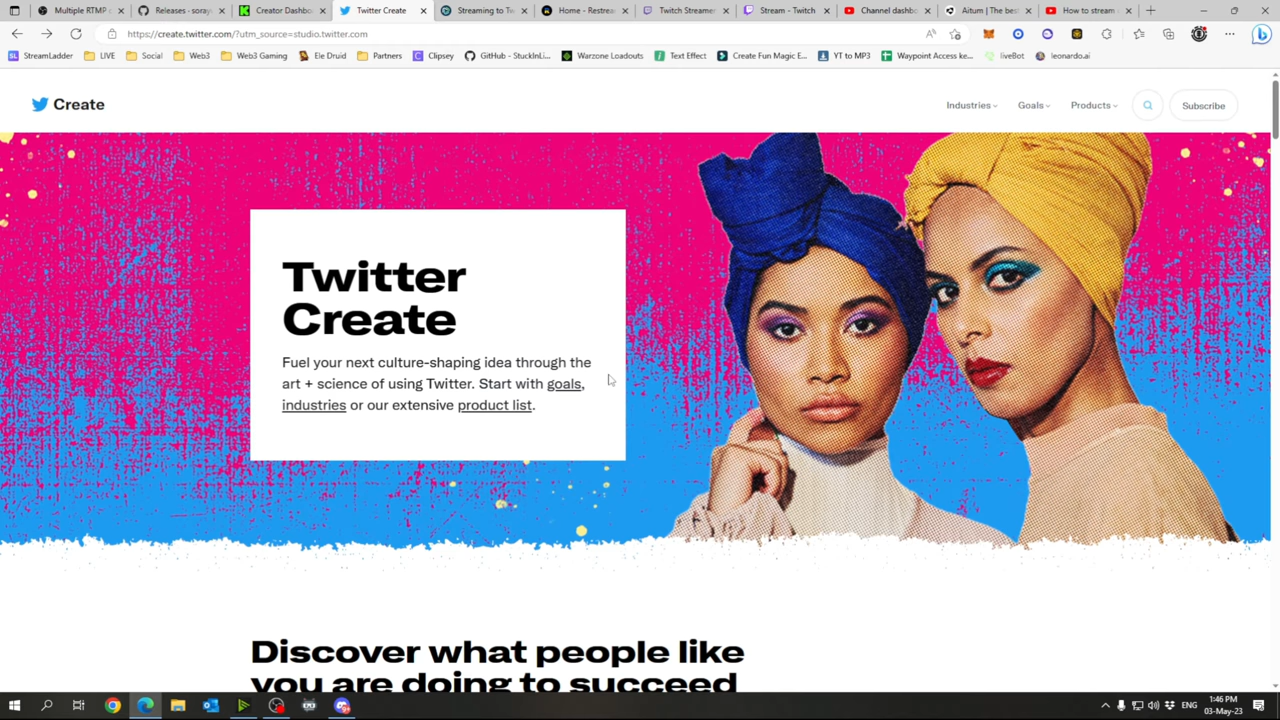 Multiple RTMP
Releases - soray
Creator Dashbo
Twitter Create
Streaming to Tw
Home - Restrea
Twitch Streamer
Stream - Twitch
Channel dashbo
Aitum | The best
How to stream
https://create.twitter.com/?utm_source=studio.twitter.com
StreamLadder
LIVE
Social
Web3
Web3 Gaming
Ele Druid
Partners
Clipsey
GitHub - StuckInLi...
Warzone Loadouts
Text Effect
Create Fun Magic E...
YT to MP3
Waypoint Access ke...
liveBot
leonardo.ai
Create
Industries
Goals
Products
Subscribe
Twitter
Create
Fuel your next culture-shaping idea through the
art + science of using Twitter. Start with goals,
industries or our extensive product list.
Discover what people like
you are doing to succeed
1:46 PM
03-May-23